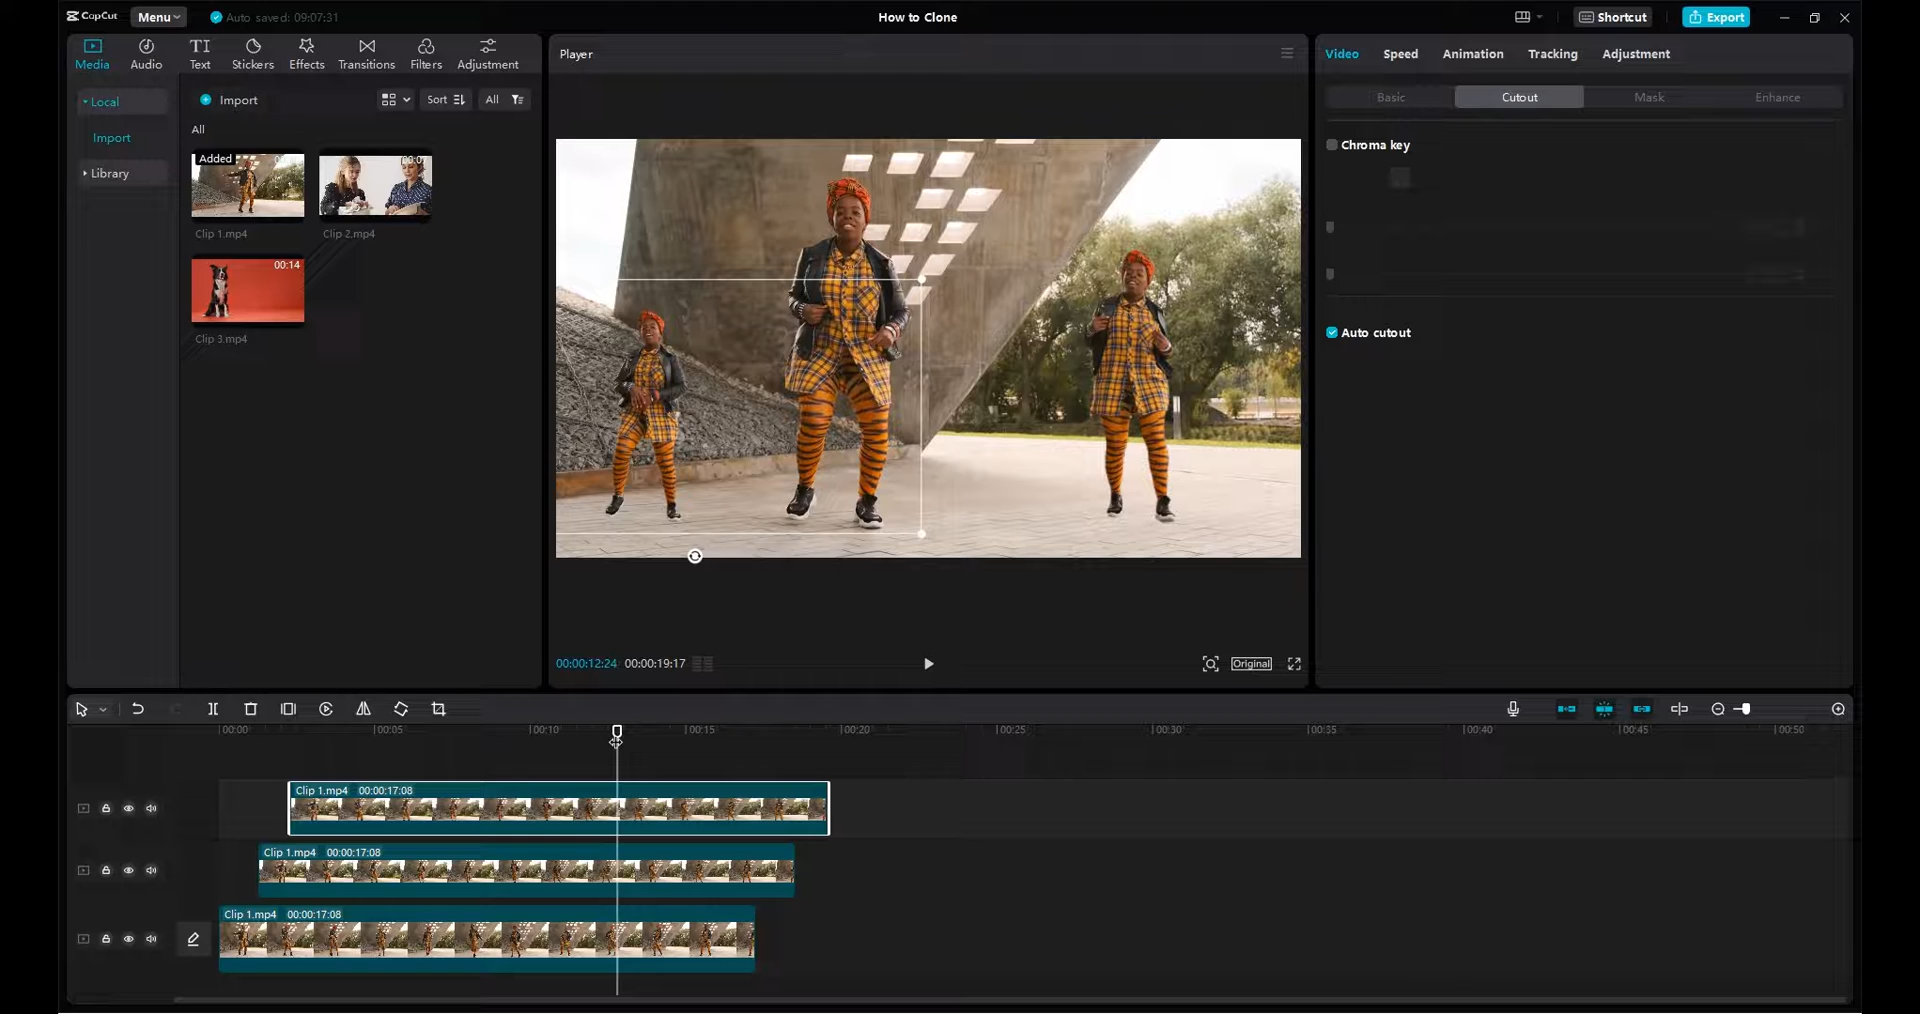 CapCut Menu Auto saved: 09:07:31 How to Clone Shortcut Export
Media Audio Text Stickers Effects Transitions Filters Adjustment
TI
Local
Import
Library
Import Sort All
All
Added
Clip 1.mp4 Clip 2.mp4
00:14
Clip 3.mp4
Player
00:00:12:24 00:00:19:17 Original
Video Speed Animation Tracking Adjustment
Basic Cutout Mask Enhance
Chroma key
Auto cutout
00:00 00:05 00:10 00:15 00:20 00:25 00:30 00:35 00:40 00:45 00:50
Clip 1.mp4 00:00:17:08
Clip 1.mp4 00:00:17:08
Clip 1.mp4 00:00:17:08